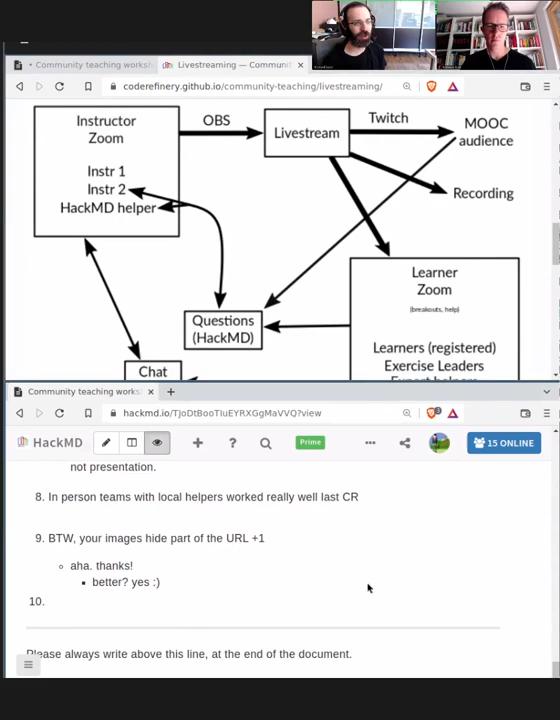 Community teaching works
Livestreaming — Communit
coderefinery.github.io/community-teaching/livestreaming/
Instructor
Zoom
Instr 1
Instr 2
HackMD helper
OBS
Livestream
Twitch
MOOC
audience
Recording
Learner
Zoom
(breakouts, help)
Learners (registered)
Exercise Leaders
Expert helpers
Questions
(HackMD)
Chat
Community teaching works
hackmd.io/TjoDtBooTIuEYRXGgMaVVQ?view
HackMD
Prime
15 ONLINE
not presentation.
8. In person teams with local helpers worked really well last CR
9. BTW, your images hide part of the URL +1
aha. thanks!
better? yes :)
10.
Please always write above this line, at the end of the document.